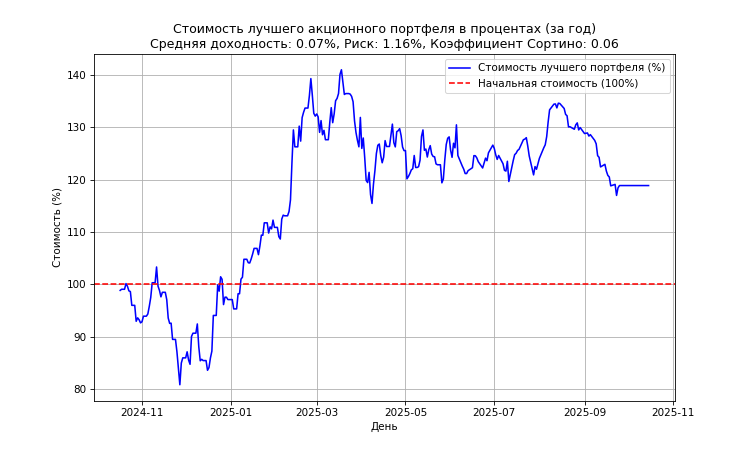 Стоимость лучшего акционного портфеля в процентах (за год)
Средняя доходность: 0.07%, Риск: 1.16%, Коэффициент Сортино: 0.06
Стоимость лучшего портфеля (%)
Начальная стоимость (100%)
Стоимость (%)
140
130
120
110
100
90
80
2024-11 2025-01 2025-03 2025-05 2025-07 2025-09 2025-11
День